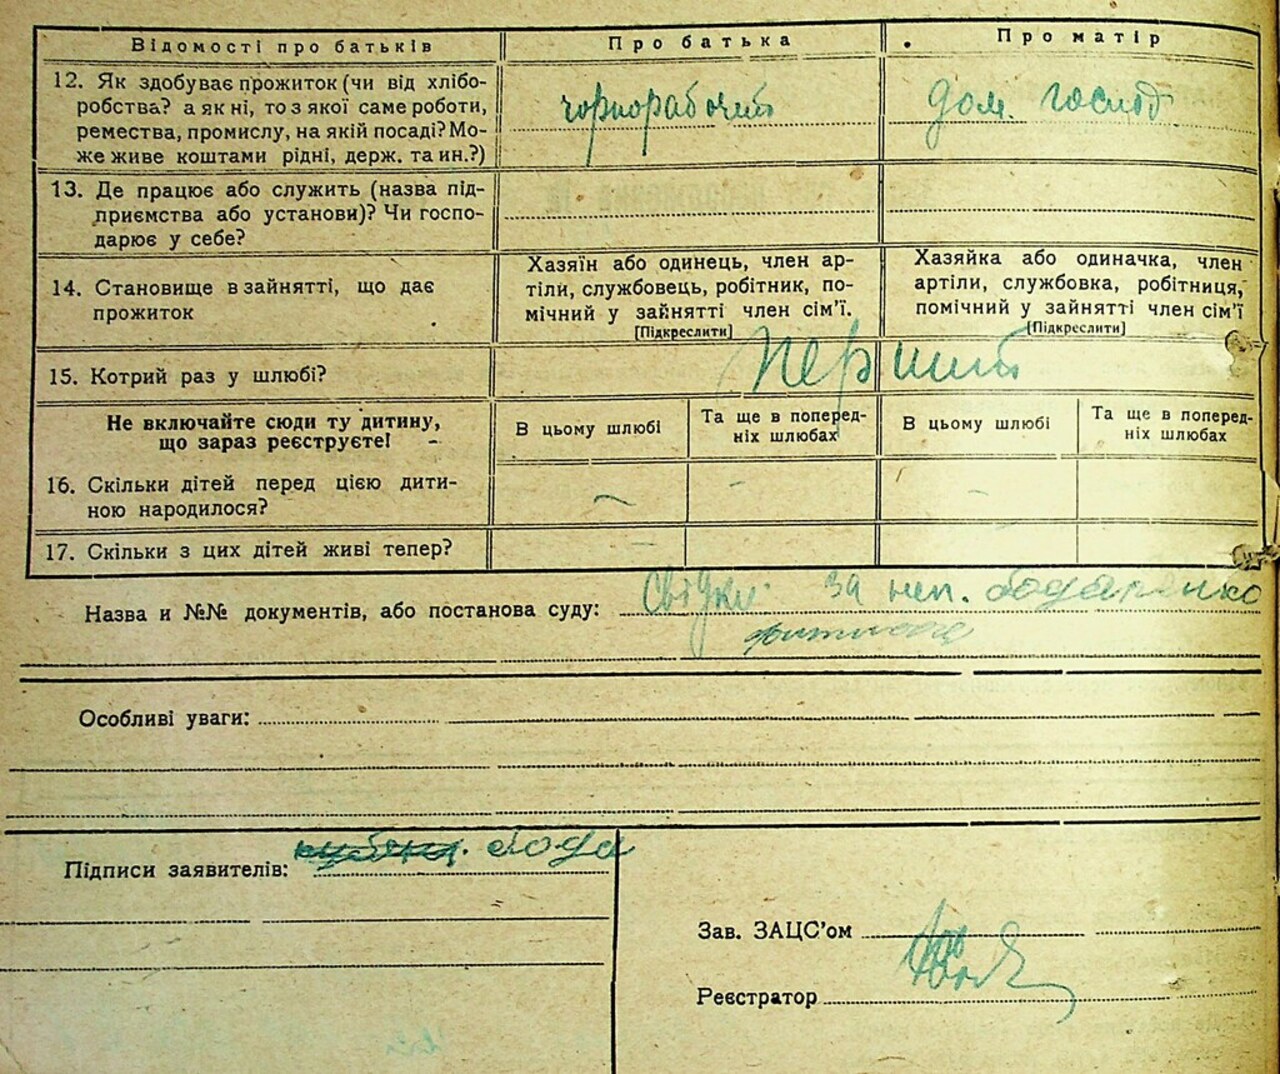 Відомості про батьків
Про батька
Про матір
12. Як здобуває прожиток (чи від хлібо-
робства? а як ні, то з якої саме роботи,
ремества, промислу, на якій посаді? Мо-
же живе коштами рідні, держ. та ин.?)
чорнорабочий
дом. господ.
13. Де працює або служить (назва під-
приємства або установи)? Чи госпо-
дарює у себе?
14. Становище в зайнятті, що дає
прожиток
Хазяїн або одинець, член ар-
тіли, службовець, робітник, по-
мічний у зайнятті член сім'ї.
[Підкреслити]
Хазяйка або одиначка, член
артіли, службовка, робітниця,
помічний у зайнятті член сім'ї
[Підкреслити]
15. Котрий раз у шлюбі?
Перший
Не включайте сюди ту дитину,
що зараз реєструєте!
В цьому шлюбі
Та ще в поперед-
ніх шлюбах
В цьому шлюбі
Та ще в поперед-
ніх шлюбах
16. Скільки дітей перед цією дити-
ною народилося?
17. Скільки з цих дітей живі тепер?
Назва и №№ документів, або постанова суду: Свідки за неп.
Особливі уваги:
Підписи заявителів:
Зав. ЗАЦС'ом
Реєстратор